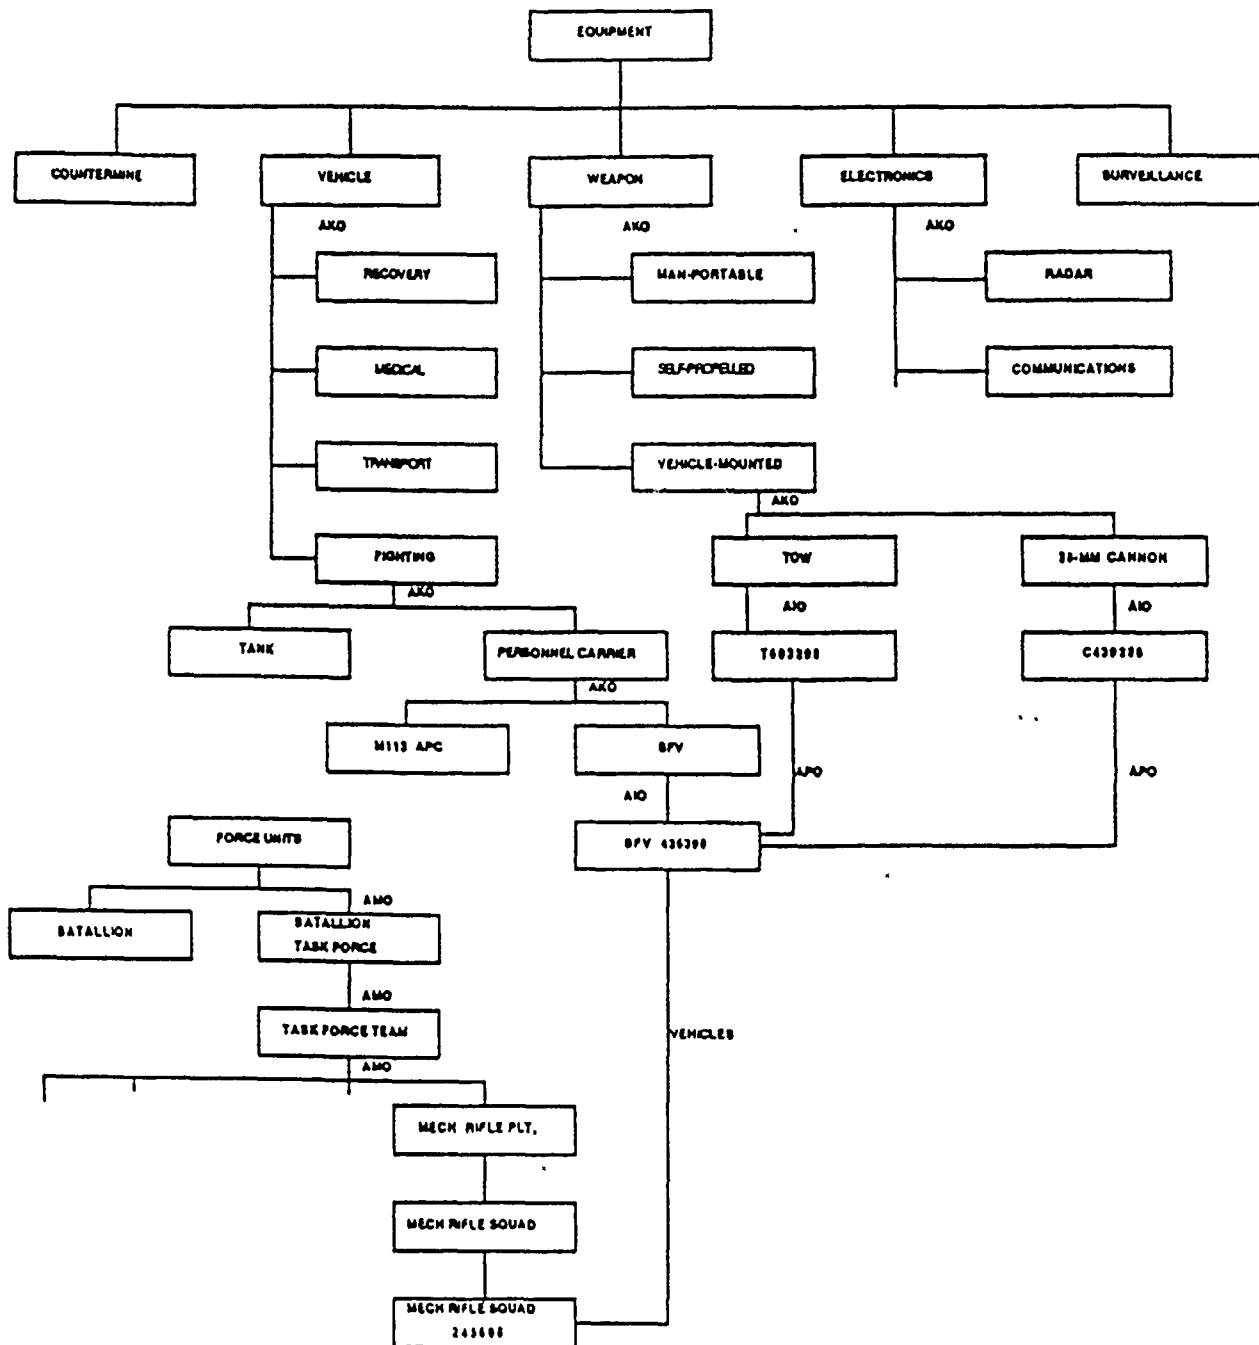 EQUIPMENT
COUNTERMINE
VEHICLE
WEAPON
ELECTRONICS
SURVEILLANCE
AKO
AKO
AKO
RECOVERY
MAN-PORTABLE
RADAR
MEDICAL
SELF-PROPELLED
COMMUNICATIONS
TRANSPORT
VEHICLE-MOUNTED
AKO
FIGHTING
TOW
MM CANNON
AKO
AIO
AIO
TANK
PERSONNEL CARRIER
AKO
M113 APC
BFV
APO
APO
AIO
FORCE UNITS
BFV
AMO
BATALLION
BATALLION
TASK FORCE
AMO
TASK FORCE TEAM
VEHICLES
AMO
MECH RIFLE PLT.
MECH RIFLE SQUAD
MECH RIFLE SQUAD